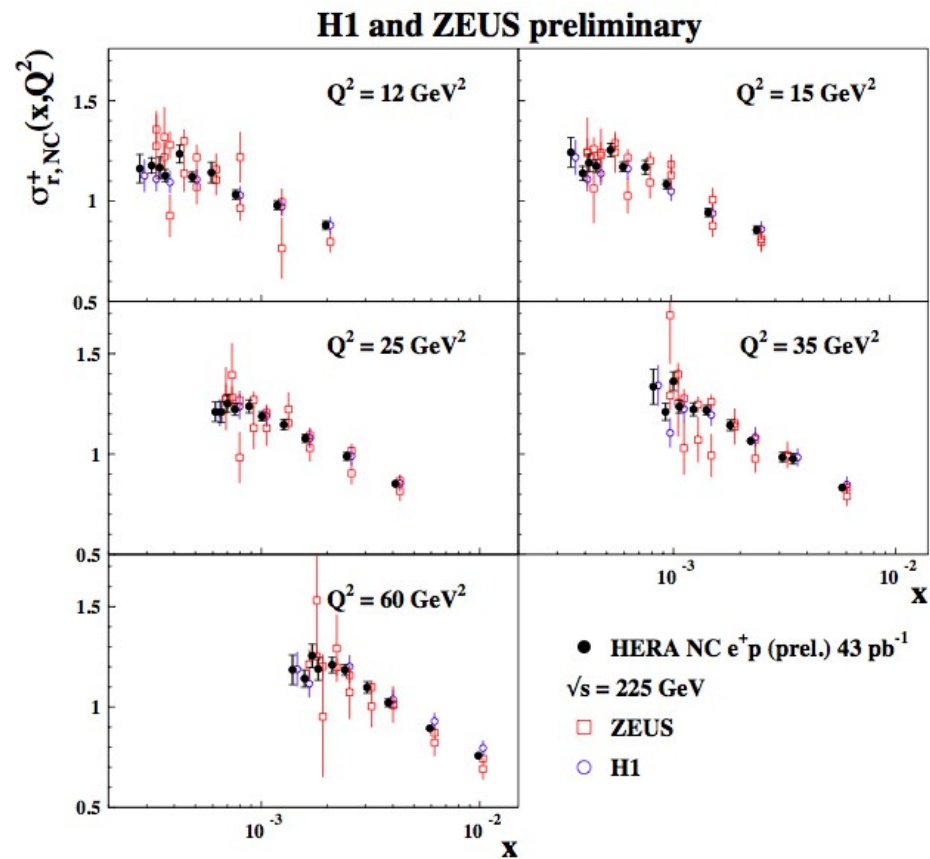 H1 and ZEUS preliminary
σ⁺r,NC(x,Q²)
Q² = 12 GeV²
Q² = 15 GeV²
1.5
1
0.5
Q² = 25 GeV²
Q² = 35 GeV²
1.5
1
0.5
10⁻³
10⁻²
x
Q² = 60 GeV²
1.5
1
0.5
10⁻³
10⁻²
x
HERA NC e⁺p (prel.) 43 pb⁻¹
√s = 225 GeV
ZEUS
H1